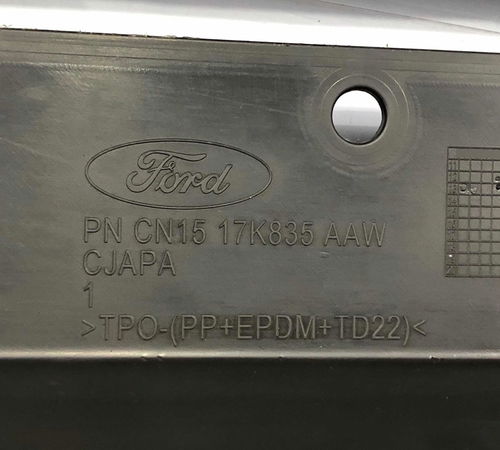 Ford
PN CN15 17K835 AAW
CJAPA
1
>TPO-(PP+EPDM+TD22)<